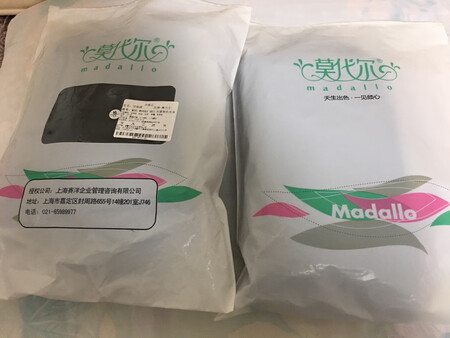 莫代尔®
madallo
授权公司：上海赛洋企业管理咨询有限公司
地址：上海市嘉定区封周路655号14幢201室J746
电话：021-65989577
莫代尔®
madallo
天生出色·一见倾心
Madallo